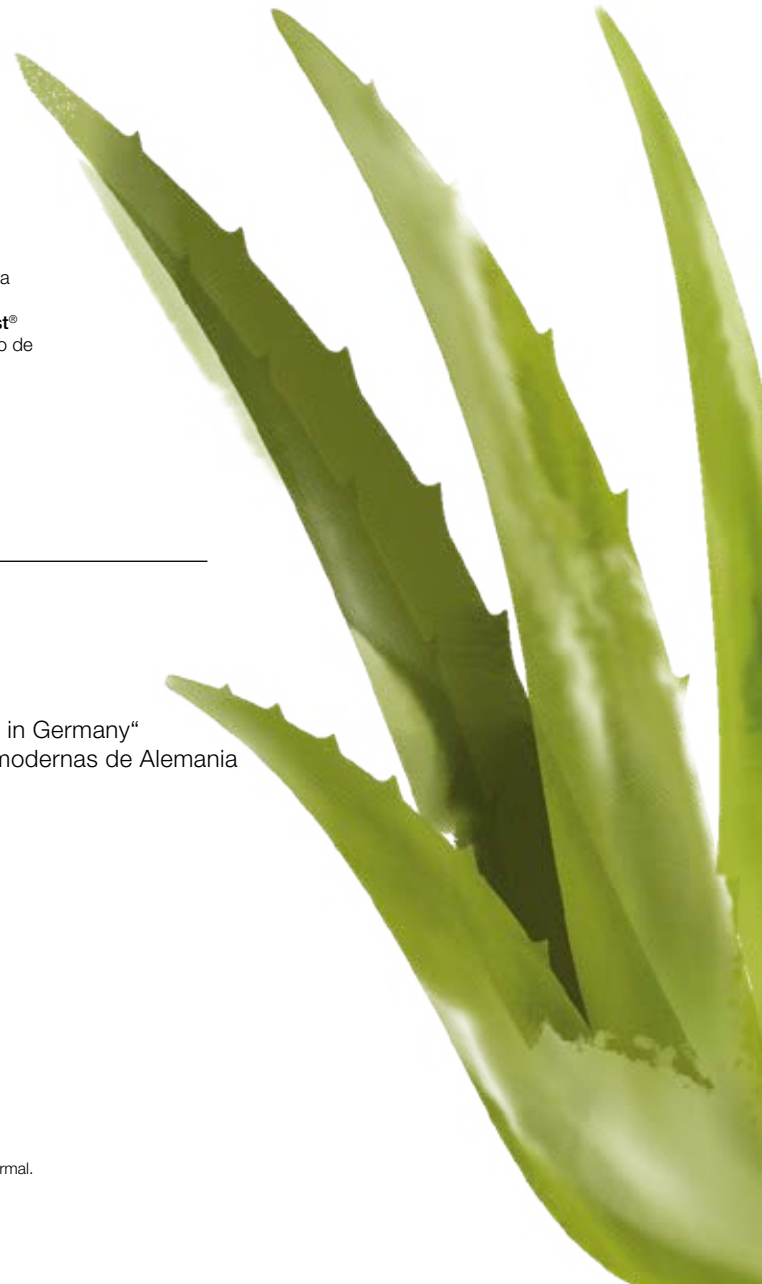 a
st®
o de
in Germany“
modernas de Alemania
rmal.